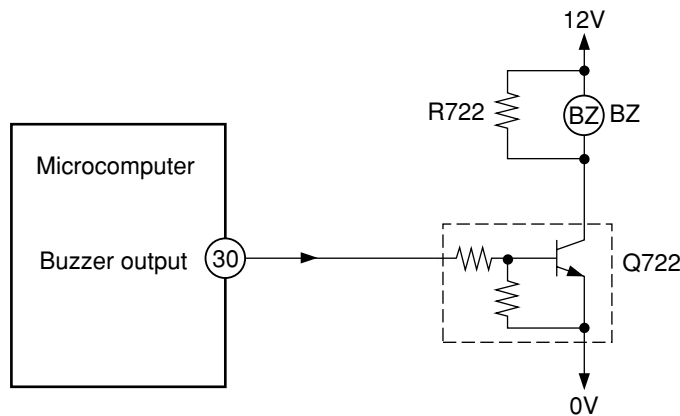 12V
R722
BZ BZ
Microcomputer
Buzzer output 30
Q722
0V